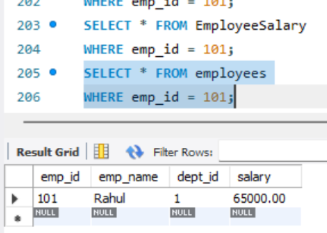 202 WHERE emp_id = 101;
203 SELECT * FROM EmployeeSalary
204 WHERE emp_id = 101;
205 SELECT * FROM employees
206 WHERE emp_id = 101;
Result Grid Filter Rows:
emp_id emp_name dept_id salary
101 Rahul 1 65000.00
NULL NULL NULL NULL